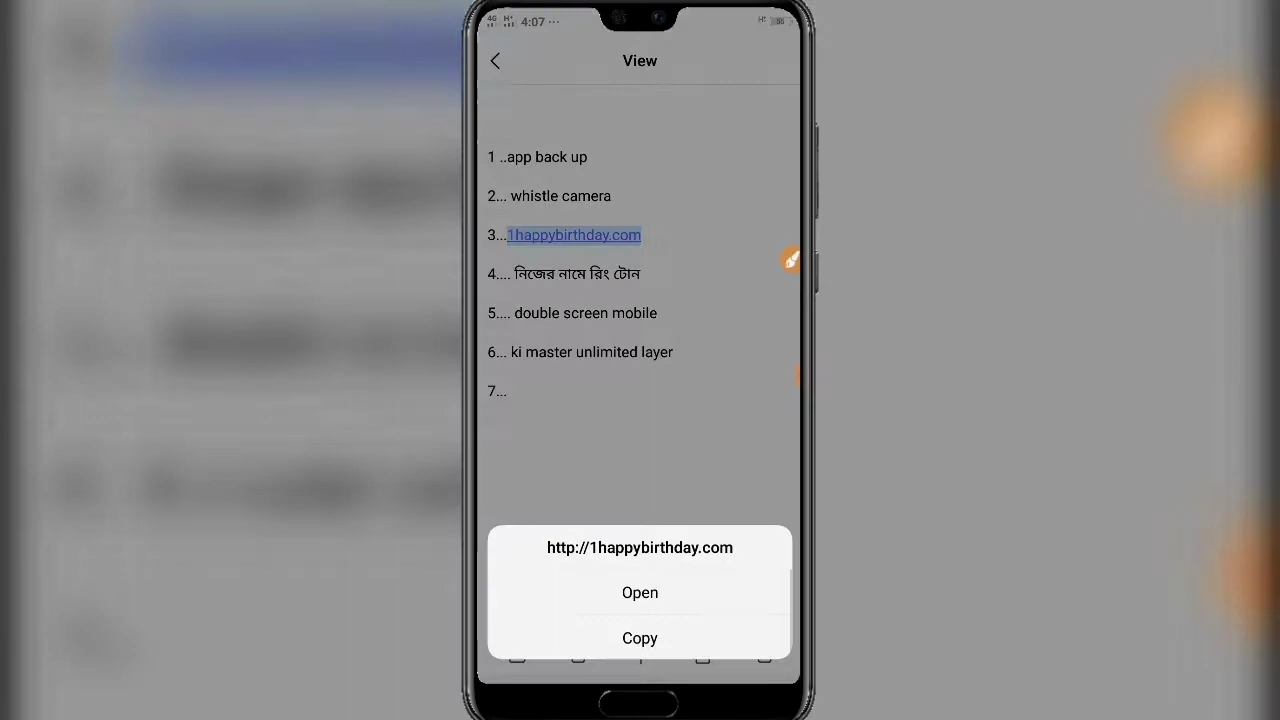 4G H+ 4:07 ...
H+
View
1 ..app back up
2... whistle camera
3...1happybirthday.com
4.... নিজের নামে রিং টোন
5.... double screen mobile
6... ki master unlimited layer
7...
http://1happybirthday.com
Open
Copy